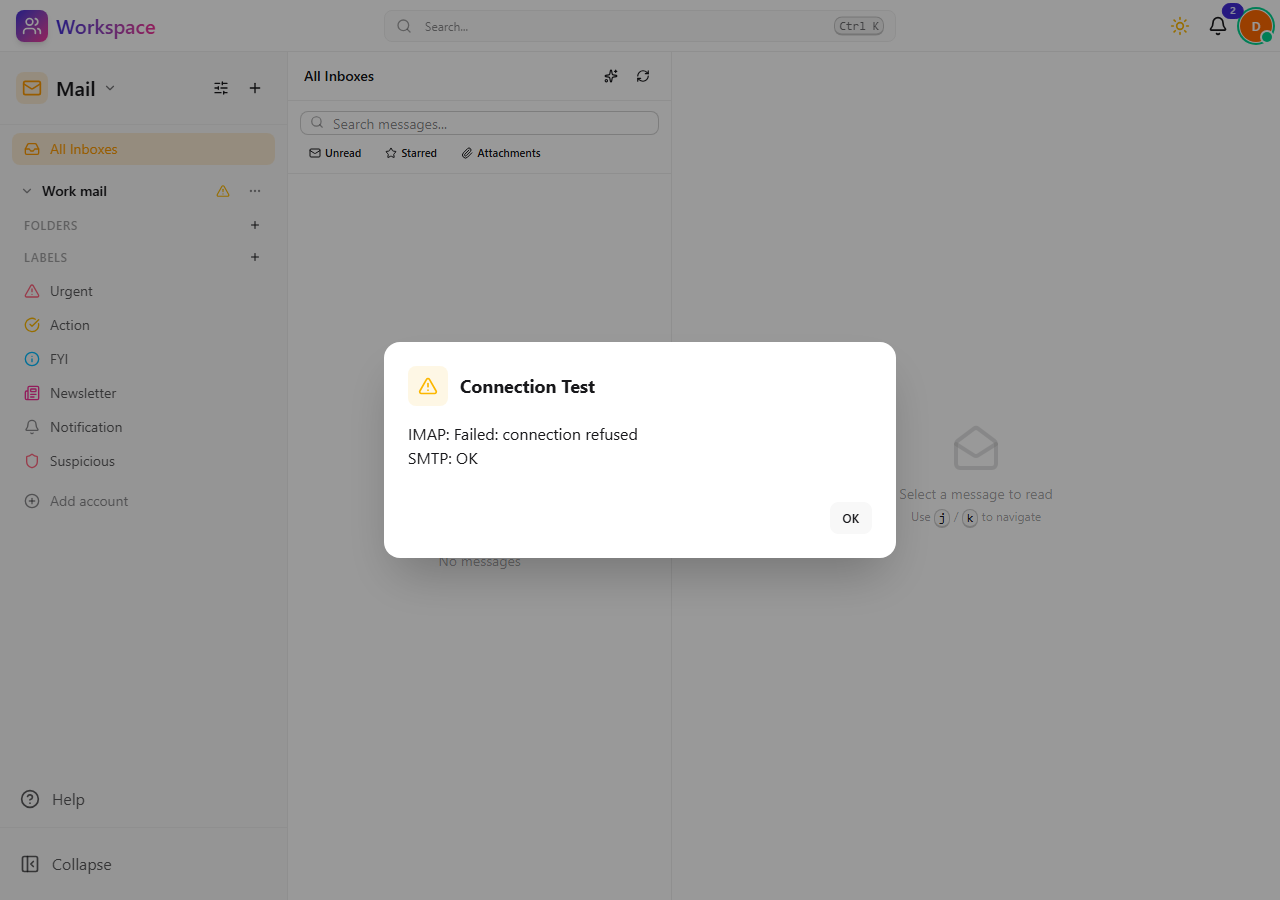 Workspace
Search...
Ctrl K
2
D
Mail
All Inboxes
Work mail
FOLDERS
LABELS
Urgent
Action
FYI
Newsletter
Notification
Suspicious
Add account
Help
Collapse
All Inboxes
Search messages...
Unread
Starred
Attachments
No messages
Select a message to read
Use j / k to navigate
Connection Test
IMAP: Failed: connection refused
SMTP: OK
OK